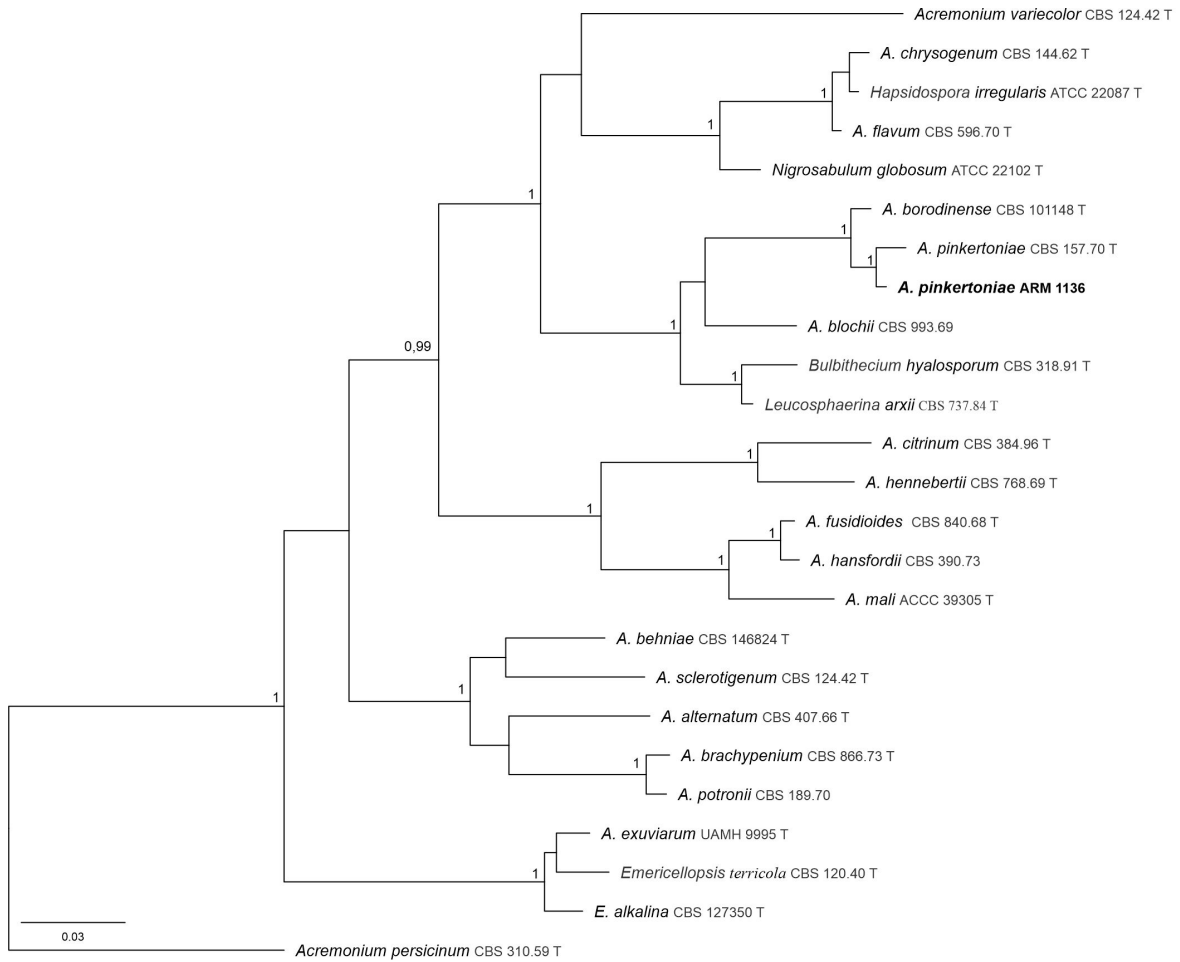 Acremonium variecolor CBS 124.42 T
A. chrysogenum CBS 144.62 T
Hapsidospora irregularis ATCC 22087 T
1
A. flavum CBS 596.70 T
1
Nigrosabulum globosum ATCC 22102 T
1
A. borodinense CBS 101148 T
1
A. pinkertoniae CBS 157.70 T
1
A. pinkertoniae ARM 1136
1
A. blochii CBS 993.69
0,99
Bulbithecium hyalosporum CBS 318.91 T
1
Leucosphaerina arxii CBS 737.84 T
A. citrinum CBS 384.96 T
1
A. hennebertii CBS 768.69 T
1
A. fusidioides CBS 840.68 T
1
A. hansfordii CBS 390.73
1
A. mali ACCC 39305 T
A. behniae CBS 146824 T
A. sclerotigenum CBS 124.42 T
1
1
A. alternatum CBS 407.66 T
A. brachypenium CBS 866.73 T
1
A. potronii CBS 189.70
A. exuviarum UAMH 9995 T
Emericellopsis terricola CBS 120.40 T
1
E. alkalina CBS 127350 T
0.03
Acremonium persicinum CBS 310.59 T